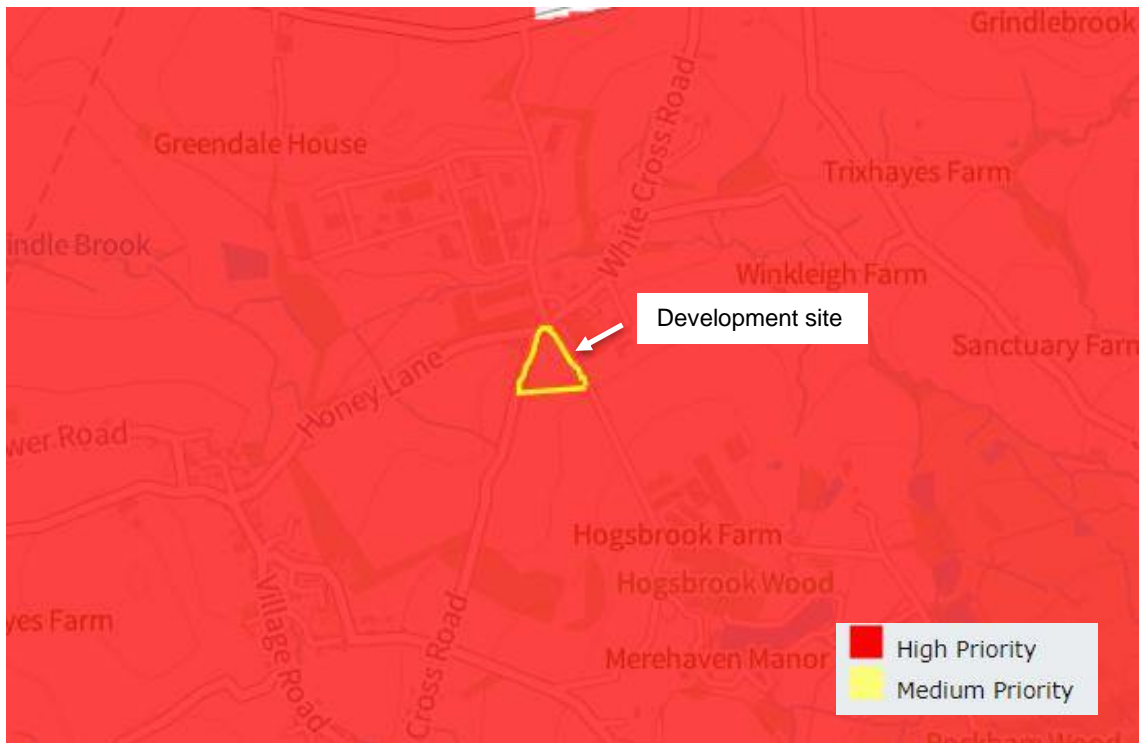 Grindlebrook
Greendale House
White Cross Road
Trixhayes Farm
indle Brook
Winkleigh Farm
Development site
Sanctuary Farm
Honey Lane
wer Road
Hogsbrook Farm
Hogsbrook Wood
yes Farm
Village Road
Cross Road
Merehaven Manor
High Priority
Medium Priority